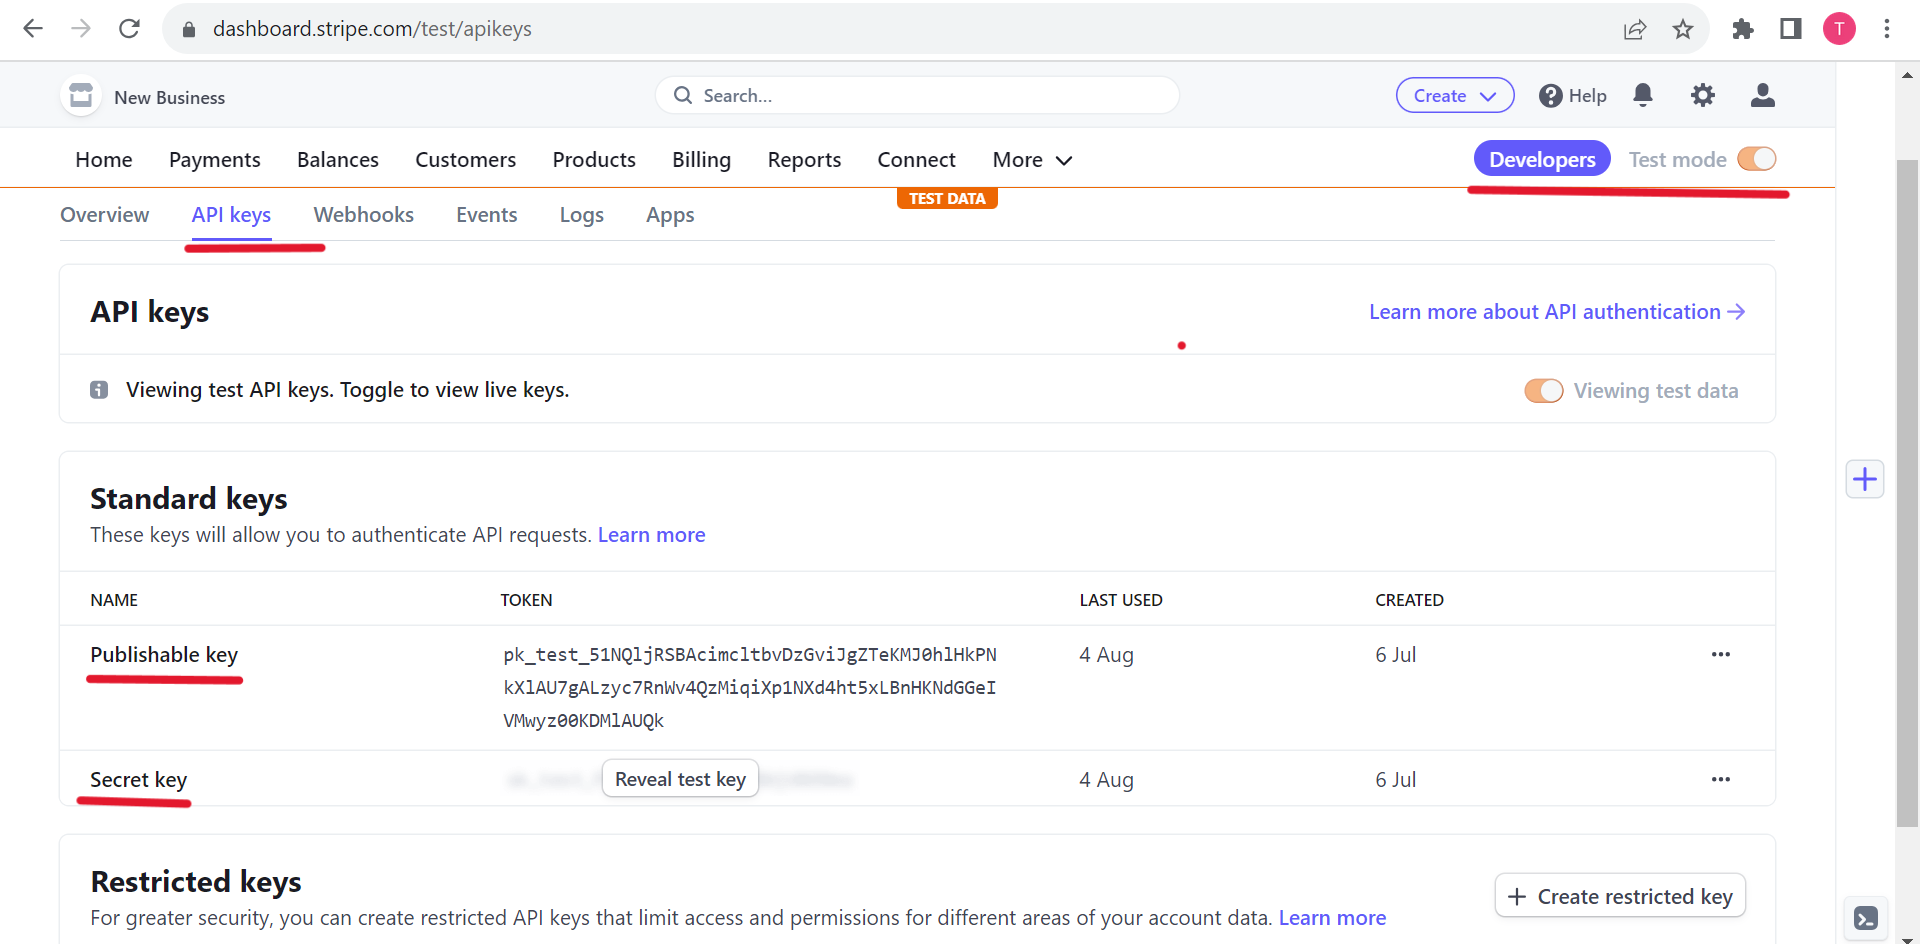 dashboard.stripe.com/test/apikeys
T
New Business
Search...
Create
Help
Home Payments Balances Customers Products Billing Reports Connect More
Developers Test mode
TEST DATA
Overview API keys Webhooks Events Logs Apps
API keys
Learn more about API authentication
Viewing test API keys. Toggle to view live keys.
Viewing test data
Standard keys
These keys will allow you to authenticate API requests. Learn more
NAME TOKEN LAST USED CREATED
Publishable key pk_test_51NQljRSBAcimcltbvDzGviJgZTeKMJ0hlHkPN 4 Aug 6 Jul
kXlAU7gALzyc7RnWv4QzMiqiXp1NXd4ht5xLBnHKNdGGeI
VMwyz00KDMlAUQk
Secret key Reveal test key 4 Aug 6 Jul
Restricted keys
Create restricted key
For greater security, you can create restricted API keys that limit access and permissions for different areas of your account data. Learn more